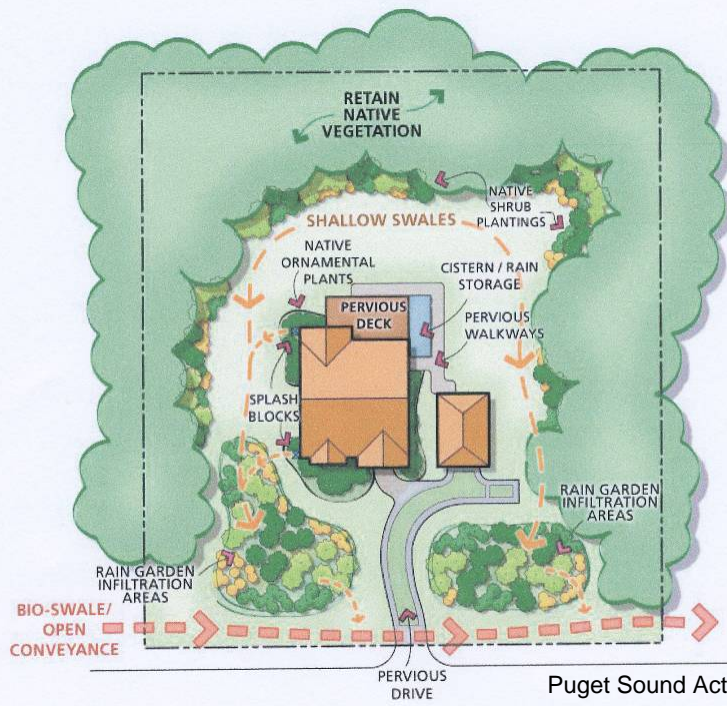 RETAIN
NATIVE
VEGETATION
NATIVE
SHRUB
PLANTINGS
SHALLOW SWALES
NATIVE
ORNAMENTAL
PLANTS
CISTERN / RAIN
STORAGE
PERVIOUS
DECK
PERVIOUS
WALKWAYS
SPLASH
BLOCKS
RAIN GARDEN
INFILTRATION
AREAS
RAIN GARDEN
INFILTRATION
AREAS
BIO-SWALE/
OPEN
CONVEYANCE
PERVIOUS
DRIVE
Puget Sound Act